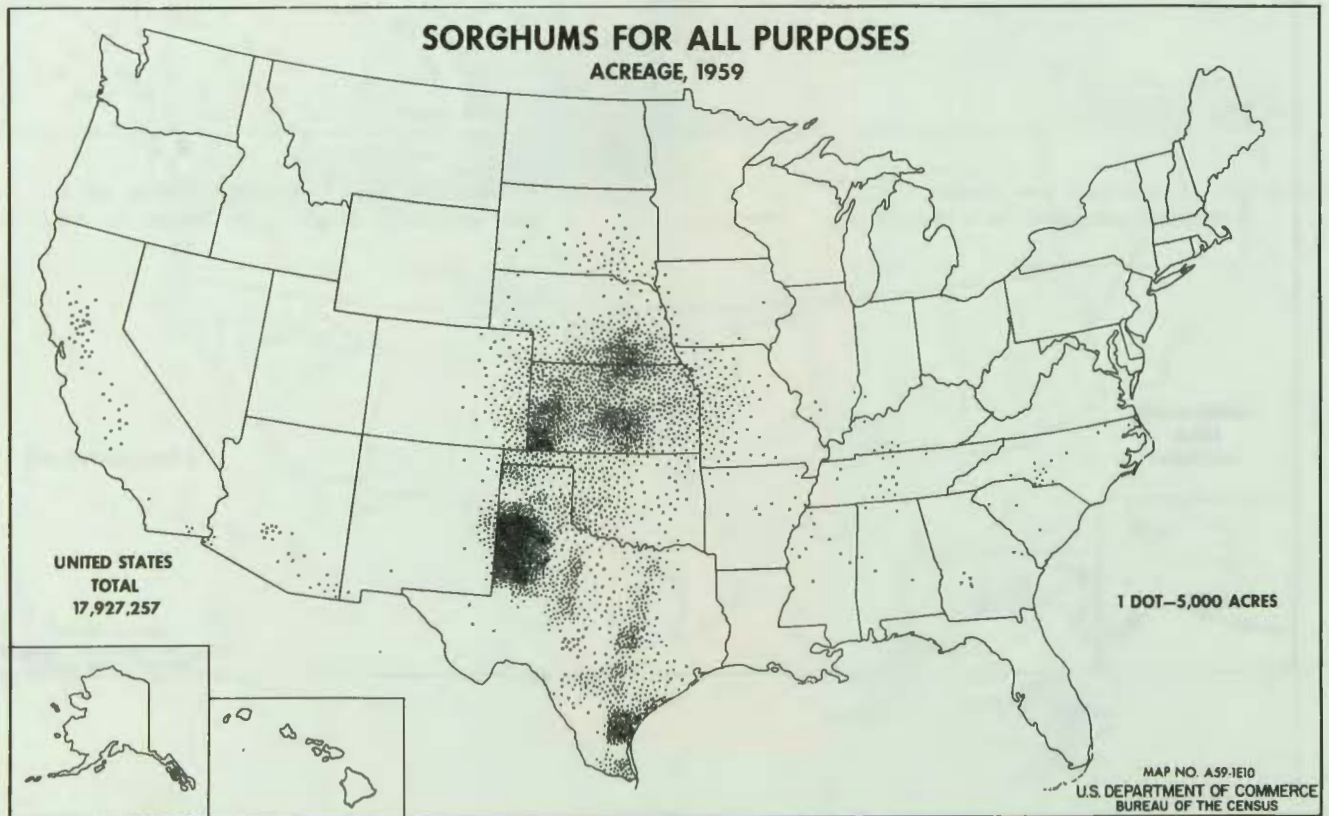 SORGHUMS FOR ALL PURPOSES
ACREAGE, 1959
UNITED STATES
TOTAL
17,927,257
1 DOT—5,000 ACRES
MAP NO. A59-1E10
U.S. DEPARTMENT OF COMMERCE
BUREAU OF THE CENSUS